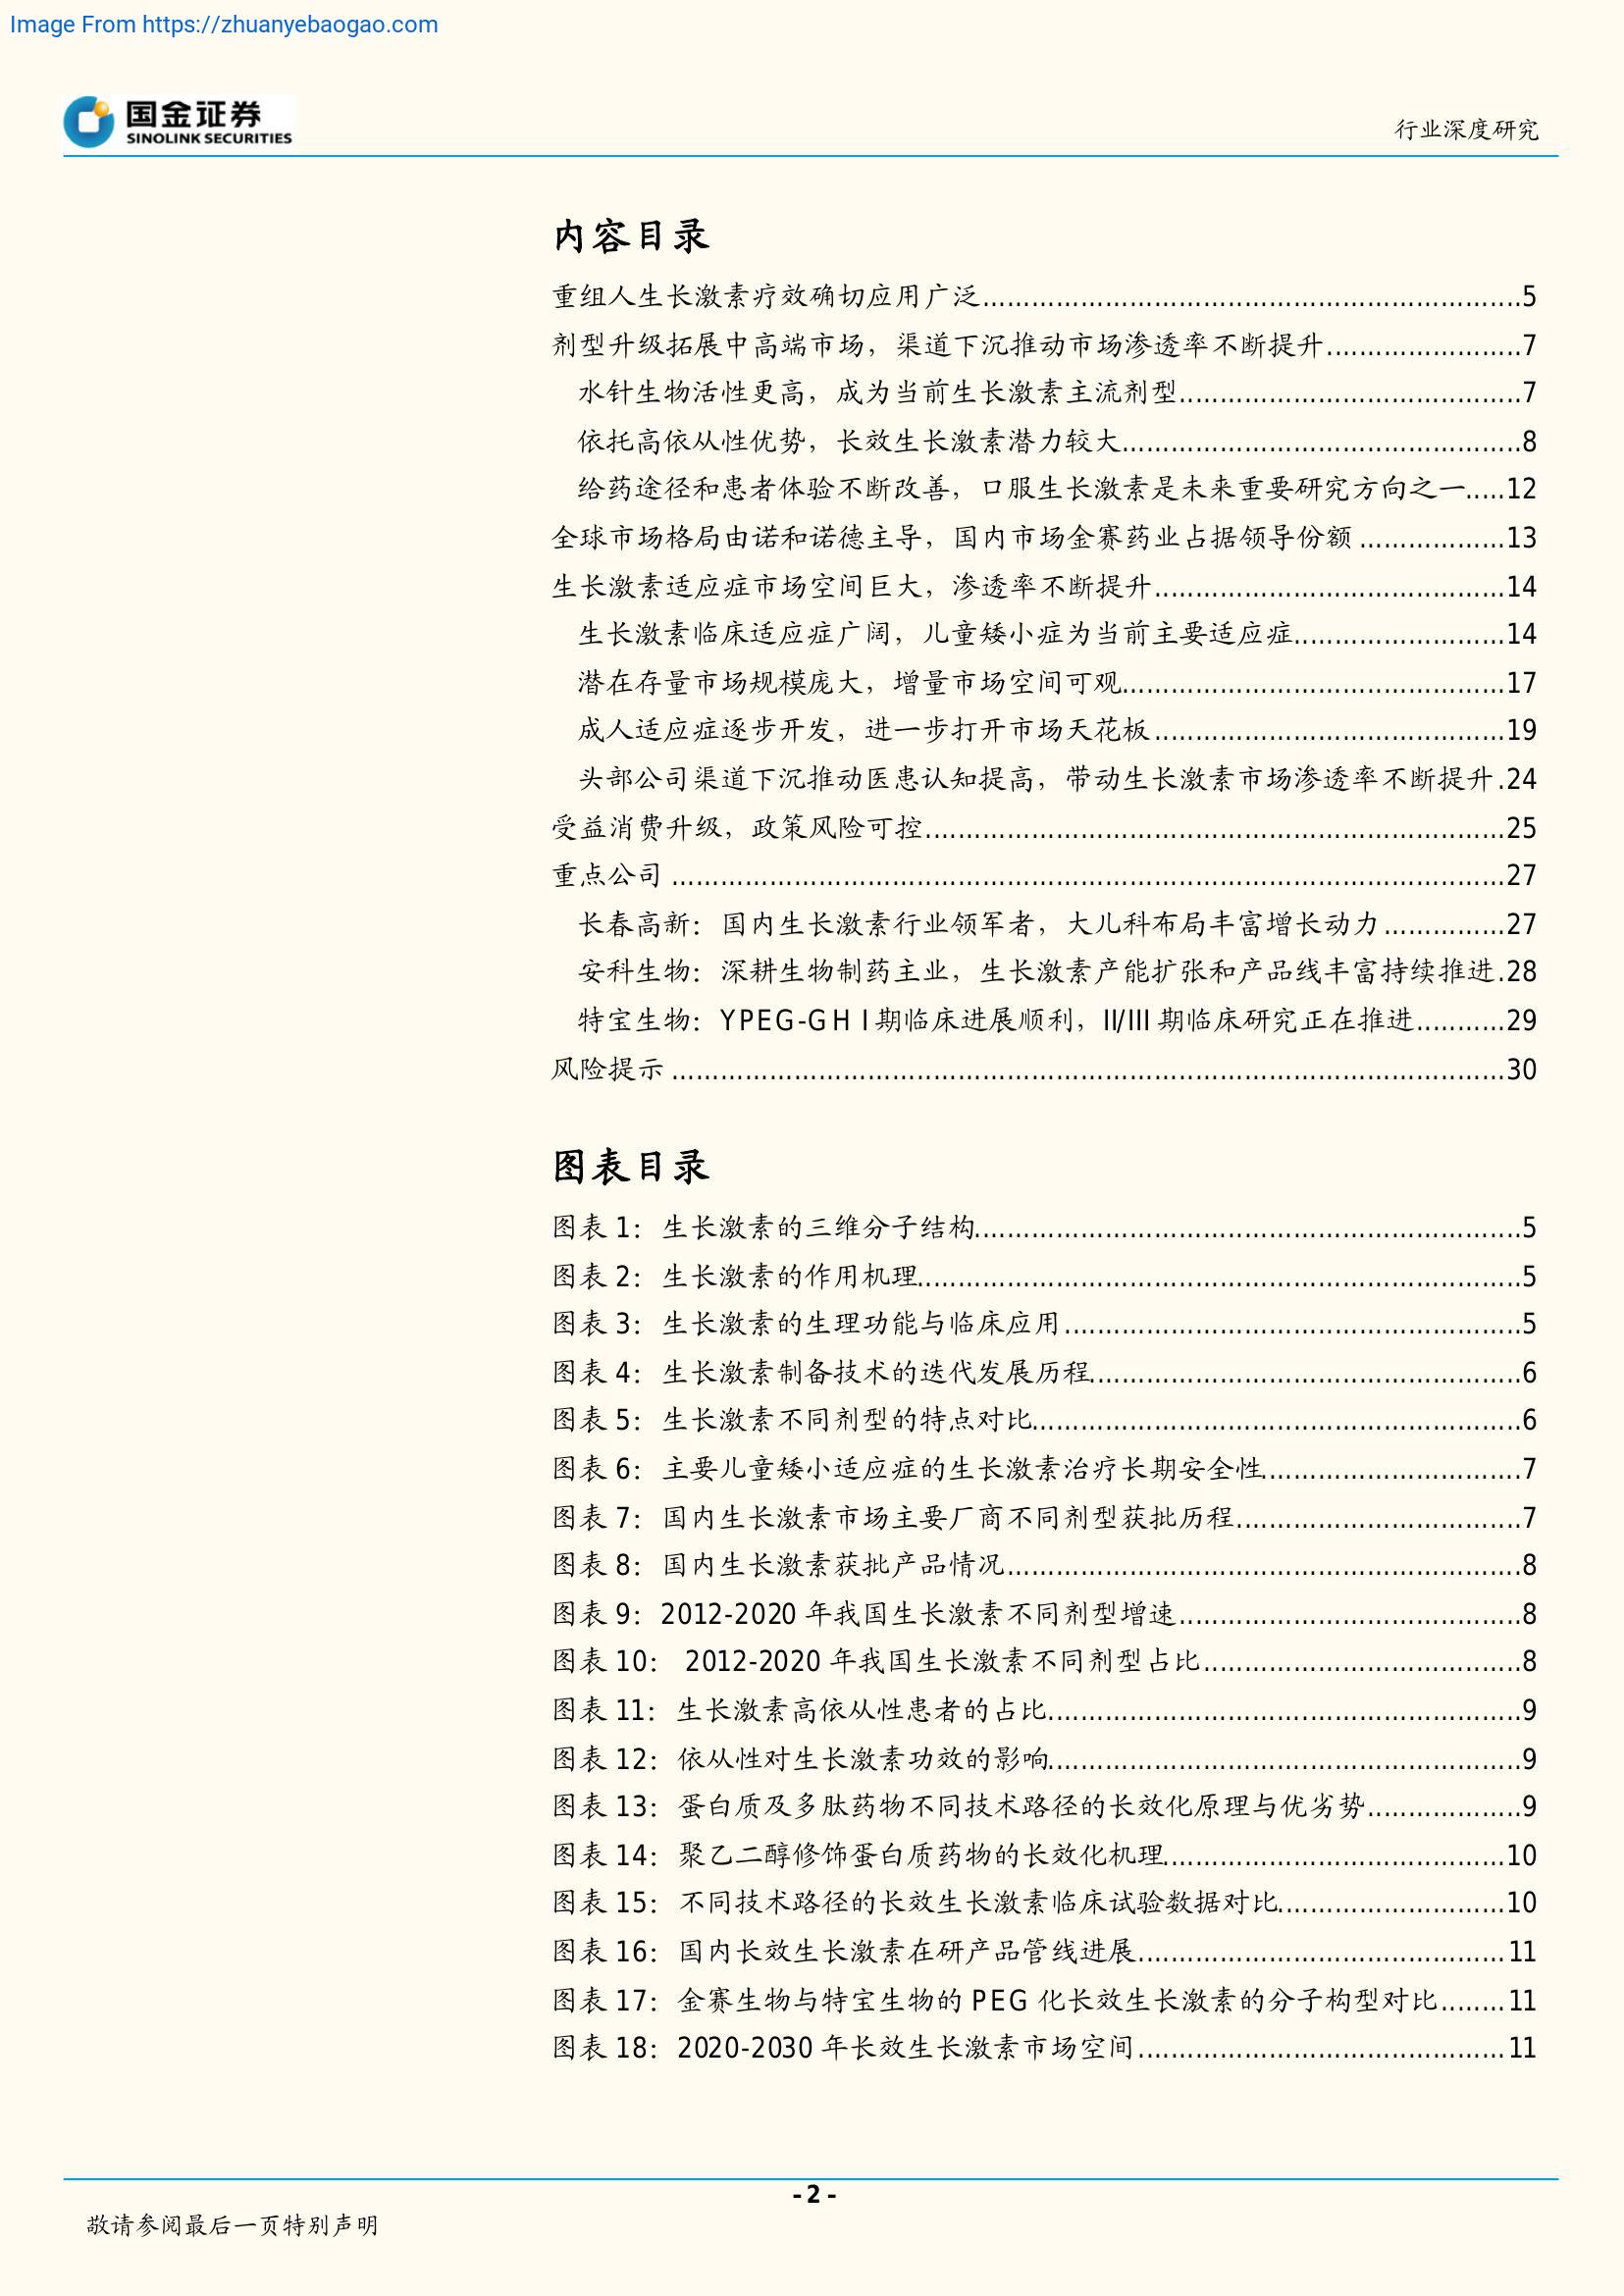 Image From https://zhuanyebaogao.com
国金证券
SINOLINK SECURITIES
行业深度研究
内容目录
重组人生长激素疗效确切应用广泛.................................................................5
剂型升级拓展中高端市场，渠道下沉推动市场渗透率不断提升........................7
水针生物活性更高，成为当前生长激素主流剂型..........................................7
依托高依从性优势，长效生长激素潜力较大.................................................8
给药途径和患者体验不断改善，口服生长激素是未来重要研究方向之一.....12
全球市场格局由诺和诺德主导，国内市场金赛药业占据领导份额..................13
生长激素适应症市场空间巨大，渗透率不断提升...........................................14
生长激素临床适应症广阔，儿童矮小症为当前主要适应症..........................14
潜在存量市场规模庞大，增量市场空间可观...............................................17
成人适应症逐步开发，进一步打开市场天花板...........................................19
头部公司渠道下沉推动医患认知提高，带动生长激素市场渗透率不断提升.24
受益消费升级，政策风险可控.......................................................................25
重点公司......................................................................................................27
长春高新：国内生长激素行业领军者，大儿科布局丰富增长动力...............27
安科生物：深耕生物制药主业，生长激素产能扩张和产品线丰富持续推进.28
特宝生物：YPEG-GH I 期临床进展顺利，II/III 期临床研究正在推进...........29
风险提示......................................................................................................30
图表目录
图表 1：生长激素的三维分子结构...................................................................5
图表 2：生长激素的作用机理..........................................................................5
图表 3：生长激素的生理功能与临床应用........................................................5
图表 4：生长激素制备技术的迭代发展历程.....................................................6
图表 5：生长激素不同剂型的特点对比............................................................6
图表 6：主要儿童矮小适应症的生长激素治疗长期安全性................................7
图表 7：国内生长激素市场主要厂商不同剂型获批历程...................................7
图表 8：国内生长激素获批产品情况...............................................................8
图表 9：2012-2020 年我国生长激素不同剂型增速..........................................8
图表 10： 2012-2020 年我国生长激素不同剂型占比.......................................8
图表 11：生长激素高依从性患者的占比..........................................................9
图表 12：依从性对生长激素功效的影响..........................................................9
图表 13：蛋白质及多肽药物不同技术路径的长效化原理与优劣势...................9
图表 14：聚乙二醇修饰蛋白质药物的长效化机理..........................................10
图表 15：不同技术路径的长效生长激素临床试验数据对比............................10
图表 16：国内长效生长激素在研产品管线进展.............................................11
图表 17：金赛生物与特宝生物的 PEG 化长效生长激素的分子构型对比........11
图表 18：2020-2030 年长效生长激素市场空间.............................................11
- 2 -
敬请参阅最后一页特别声明